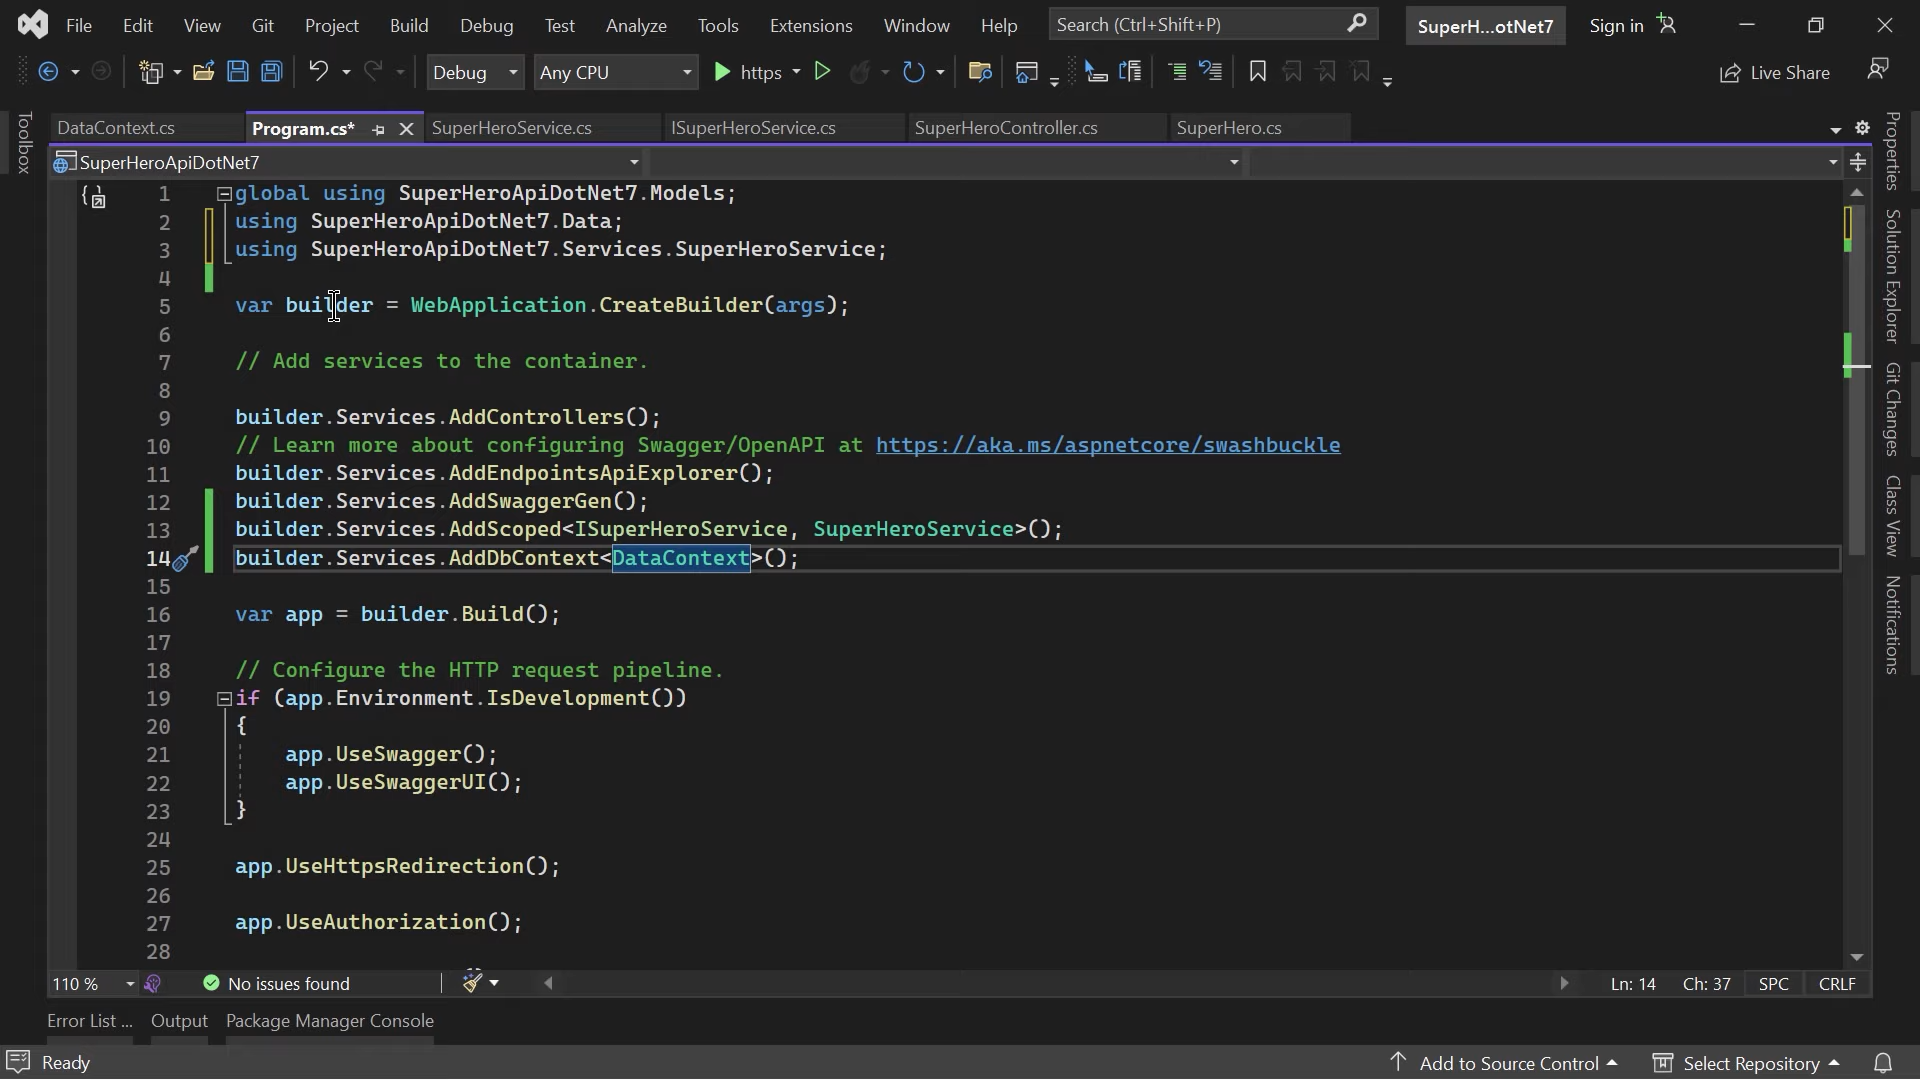 File Edit View Git Project Build Debug Test Analyze Tools Extensions Window Help Search (Ctrl+Shift+P) SuperH...otNet7 Sign in
Debug Any CPU https Live Share
DataContext.cs Program.cs* SuperHeroService.cs ISuperHeroService.cs SuperHeroController.cs SuperHero.cs
SuperHeroApiDotNet7
Toolbox
1 global using SuperHeroApiDotNet7.Models;
2 using SuperHeroApiDotNet7.Data;
3 using SuperHeroApiDotNet7.Services.SuperHeroService;
4
5 var builder = WebApplication.CreateBuilder(args);
6
7 // Add services to the container.
8
9 builder.Services.AddControllers();
10 // Learn more about configuring Swagger/OpenAPI at https://aka.ms/aspnetcore/swashbuckle
11 builder.Services.AddEndpointsApiExplorer();
12 builder.Services.AddSwaggerGen();
13 builder.Services.AddScoped<ISuperHeroService, SuperHeroService>();
14 builder.Services.AddDbContext<DataContext>();
15
16 var app = builder.Build();
17
18 // Configure the HTTP request pipeline.
19 if (app.Environment.IsDevelopment())
20 {
21 app.UseSwagger();
22 app.UseSwaggerUI();
23 }
24
25 app.UseHttpsRedirection();
26
27 app.UseAuthorization();
28
Properties
Solution Explorer
Git Changes
Class View
Notifications
110 % No issues found Ln: 14 Ch: 37 SPC CRLF
Error List ... Output Package Manager Console
Ready Add to Source Control Select Repository